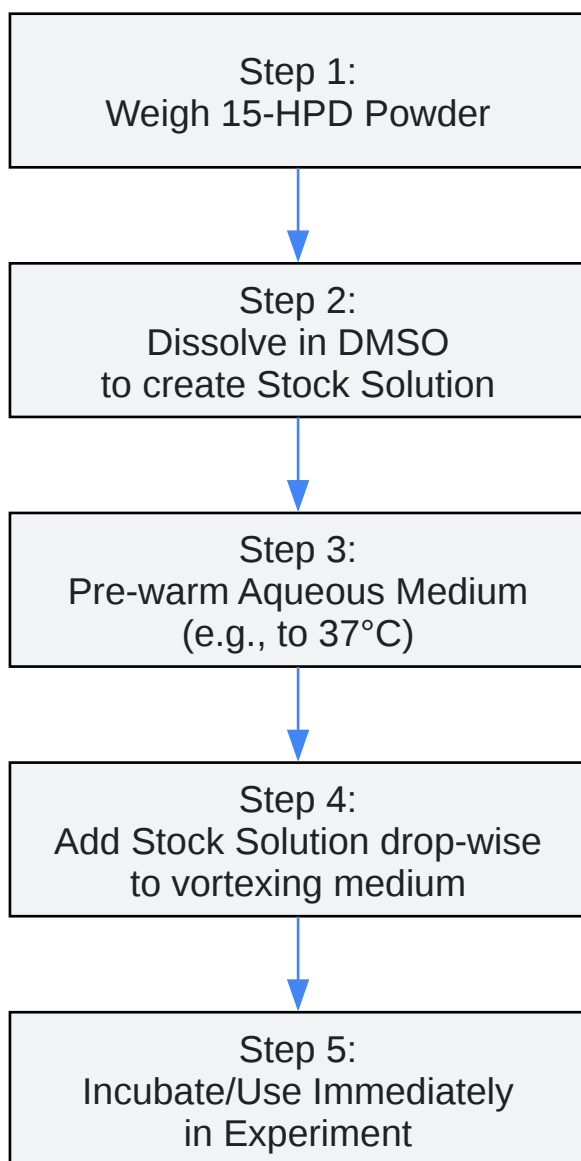 Step 1:
Weigh 15-HPD Powder
Step 2:
Dissolve in DMSO
to create Stock Solution
Step 3:
Pre-warm Aqueous Medium
(e.g., to 37°C)
Step 4:
Add Stock Solution drop-wise
to vortexing medium
Step 5:
Incubate/Use Immediately
in Experiment